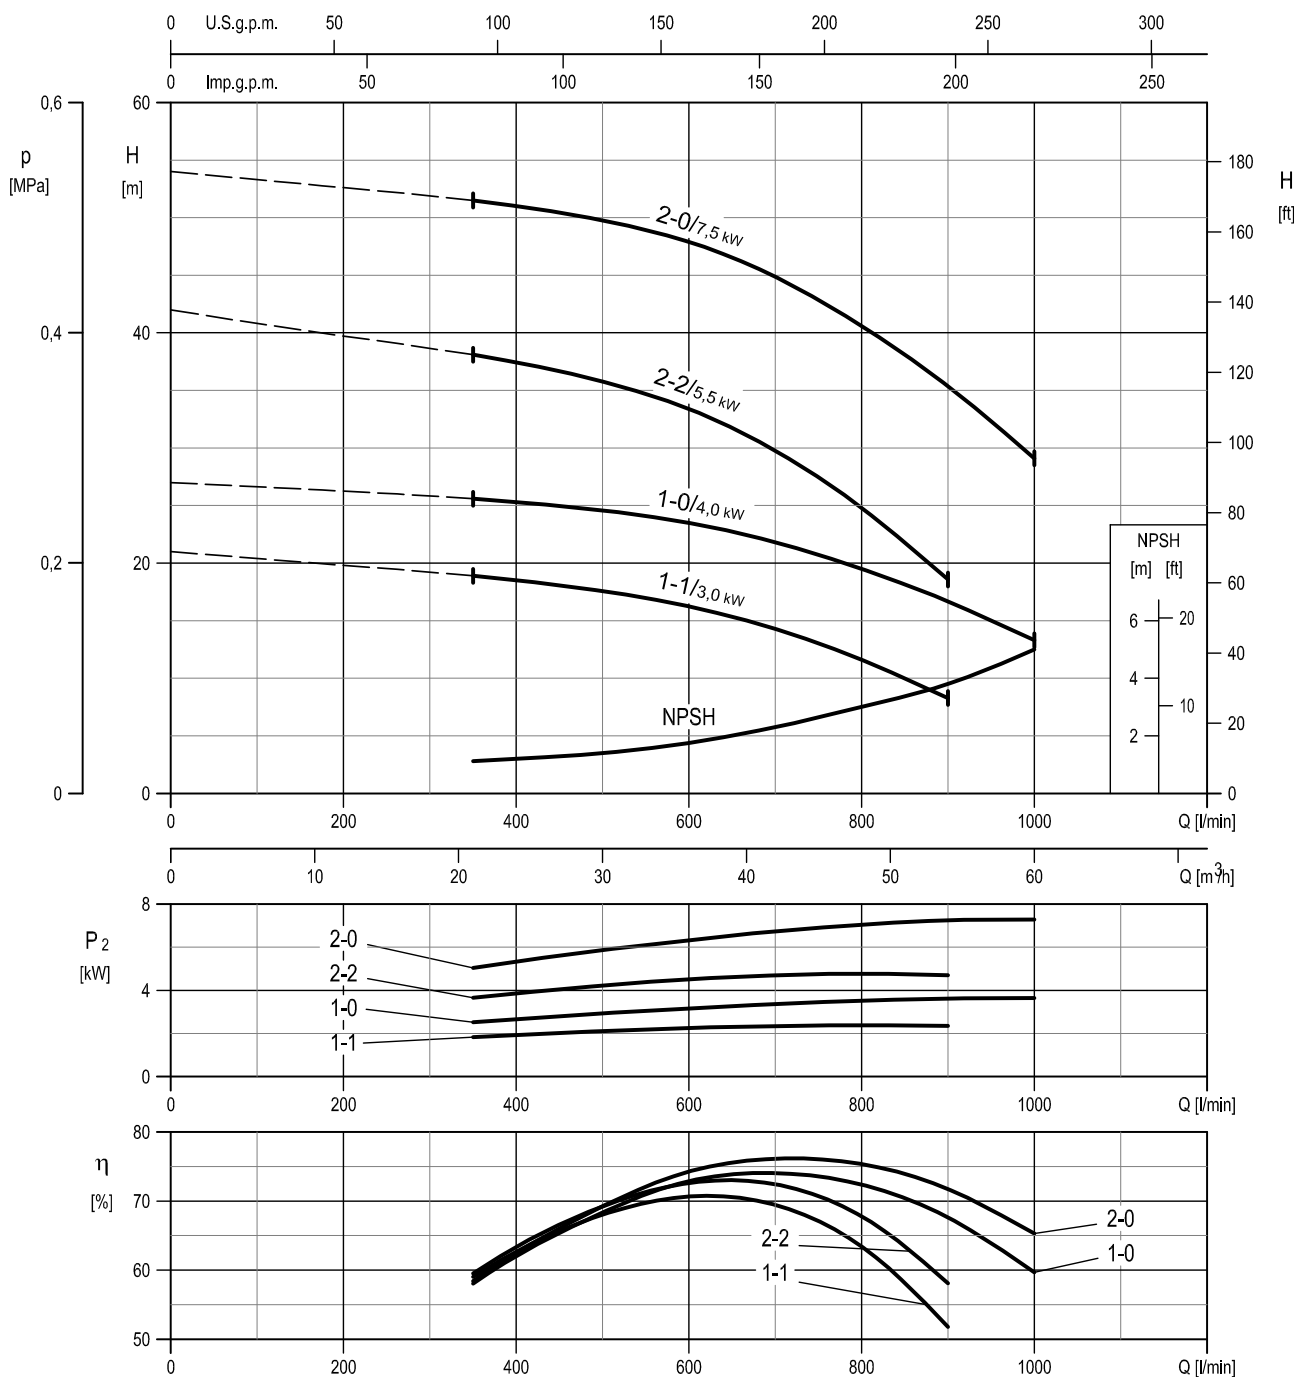 0 U.S.g.p.m. 50 100 150 200 250 300
0 Imp.g.p.m. 50 100 150 200 250
0,6 60
p H
[MPa] [m]
180
H
[ft]
2-0/7,5 kW
160
140
0,4 40
2-2/5,5 kW
120
100
1-0/4,0 kW
80
NPSH
0,2 20
[m] [ft]
1-1/3,0 kW
60
6 20
40
4 10
NPSH
2 20
0 0 0
0 200 400 600 800 1000 Q [l/min]
0 10 20 30 40 50 60 Q [m³/h]
8
P2
[kW]
2-0
2-2
4
1-0
1-1
0
0 200 400 600 800 1000 Q [l/min]
80
η
[%]
70
2-0
2-2
1-0
60
1-1
50
0 200 400 600 800 1000 Q [l/min]